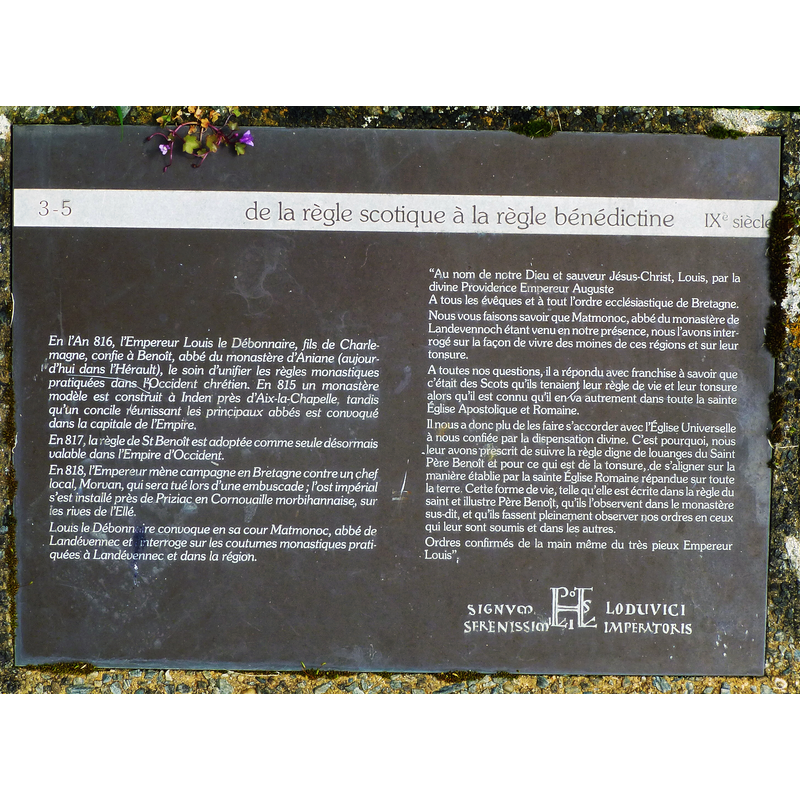 3-5 de la règle scotique à la règle bénédictine IXe siècle
En l'An 816, l'Empereur Louis le Débonnaire, fils de Charle-
magne, confie à Benoît, abbé du monastère d'Aniane (aujour-
d'hui dans l'Hérault), le soin d'unifier les règles monastiques
pratiquées dans l'Occident chrétien. En 815 un monastère
modèle est construit à Inden près d'Aix-la-Chapelle, tandis
qu'un concile réunissant les principaux abbés est convoqué
dans la capitale de l'Empire.
En 817, la règle de St Benoît est adoptée comme seule désormais
valable dans l'Empire d'Occident.
En 818, l'Empereur mène campagne en Bretagne contre un chef
local, Morvan, qui sera tué lors d'une embuscade ; l'ost impérial
s'est installé près de Priziac en Cornouaille morbihannaise, sur
les rives de l'Ellé.
Louis le Débonnaire convoque en sa cour Matmonoc, abbé de
Landévennec et interroge sur les coutumes monastiques prati-
quées à Landévennec et dans la région.
“Au nom de notre Dieu et sauveur Jésus-Christ, Louis, par la
divine Providence Empereur Auguste
A tous les évêques et à tout l'ordre ecclésiastique de Bretagne.
Nous vous faisons savoir que Matmonoc, abbé du monastère de
Landevennoch étant venu en notre présence, nous l'avons inter-
rogé sur la façon de vivre des moines de ces régions et sur leur
tonsure.
A toutes nos questions, il a répondu avec franchise à savoir que
c'était des Scots qu'ils tenaient leur règle de vie et leur tonsure
alors qu'il est connu qu'il en va autrement dans toute la sainte
Église Apostolique et Romaine.
Il nous a donc plu de les faire s'accorder avec l'Église Universelle
à nous confiée par la dispensation divine. C'est pourquoi, nous
leur avons prescrit de suivre la règle digne de louanges du Saint
Père Benoît et pour ce qui est de la tonsure, de s'aligner sur la
manière établie par la sainte Église Romaine répandue sur toute
la terre. Cette forme de vie, telle qu'elle est écrite dans la règle du
saint et illustre Père Benoît, qu'ils l'observent dans le monastère
sus-dit, et qu'ils fassent pleinement observer nos ordres en ceux
qui leur sont soumis et dans les autres.
Ordres confirmés de la main même du très pieux Empereur
Louis”,
SIGNVM LODUVICI
SERENISSIMI IMPERATORIS